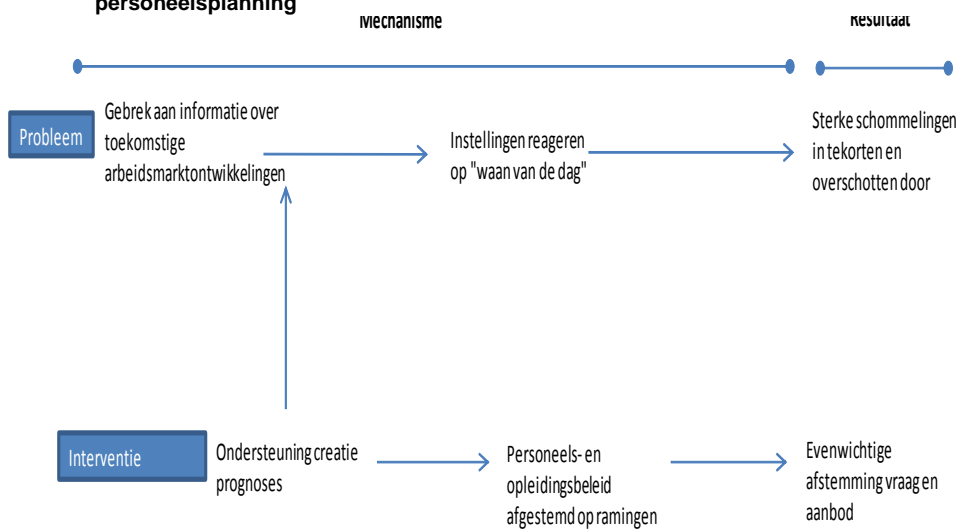 personeelsplanning
Mechanisme
Resultaat
Probleem
Gebrek aan informatie over
toekomstige
arbeidsmarktontwikkelingen
Instellingen reageren
op "waan van de dag"
Sterke schommelingen
in tekorten en
overschotten door
Interventie
Ondersteuning creatie
prognoses
Personeels- en
opleidingsbeleid
afgestemd op ramingen
Evenwichtige
afstemming vraag en
aanbod